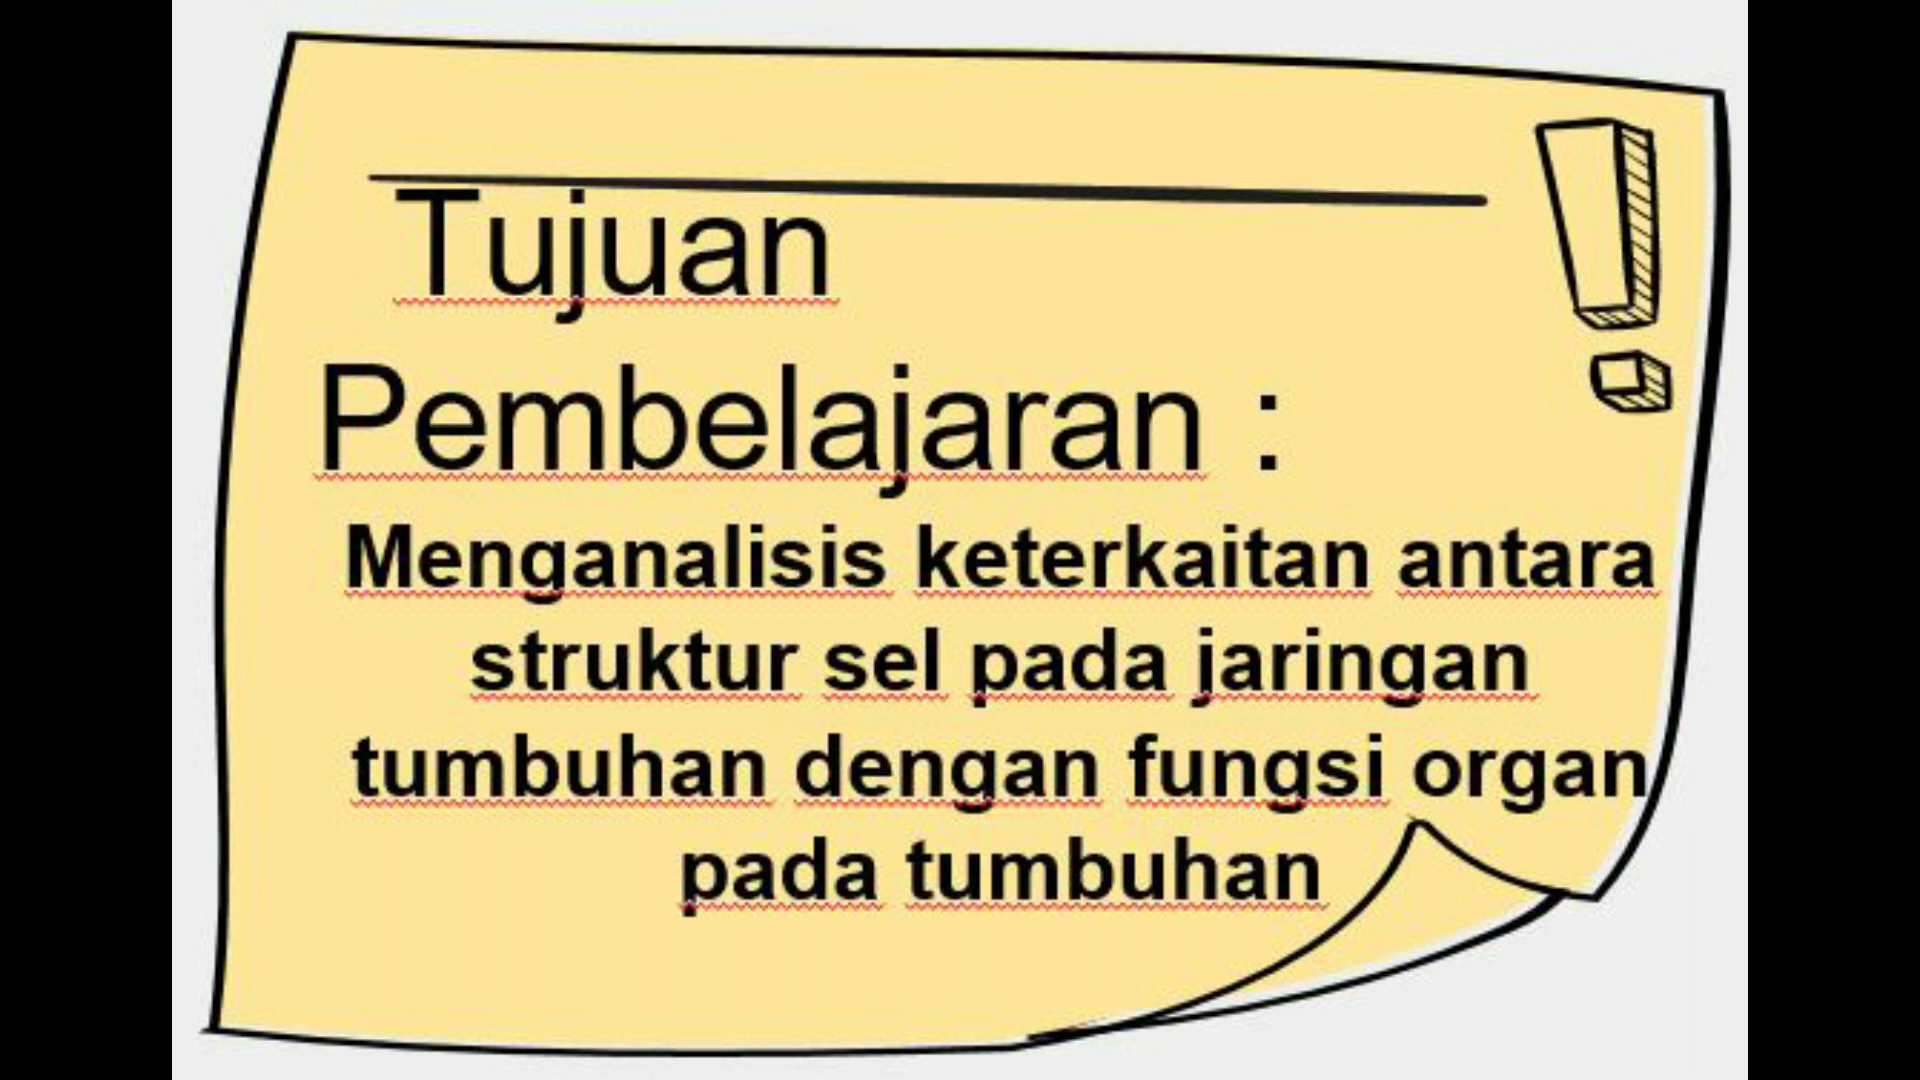 Tujuan
Pembelajaran :
Menganalisis keterkaitan antara
struktur sel pada jaringan
tumbuhan dengan fungsi organ
pada tumbuhan